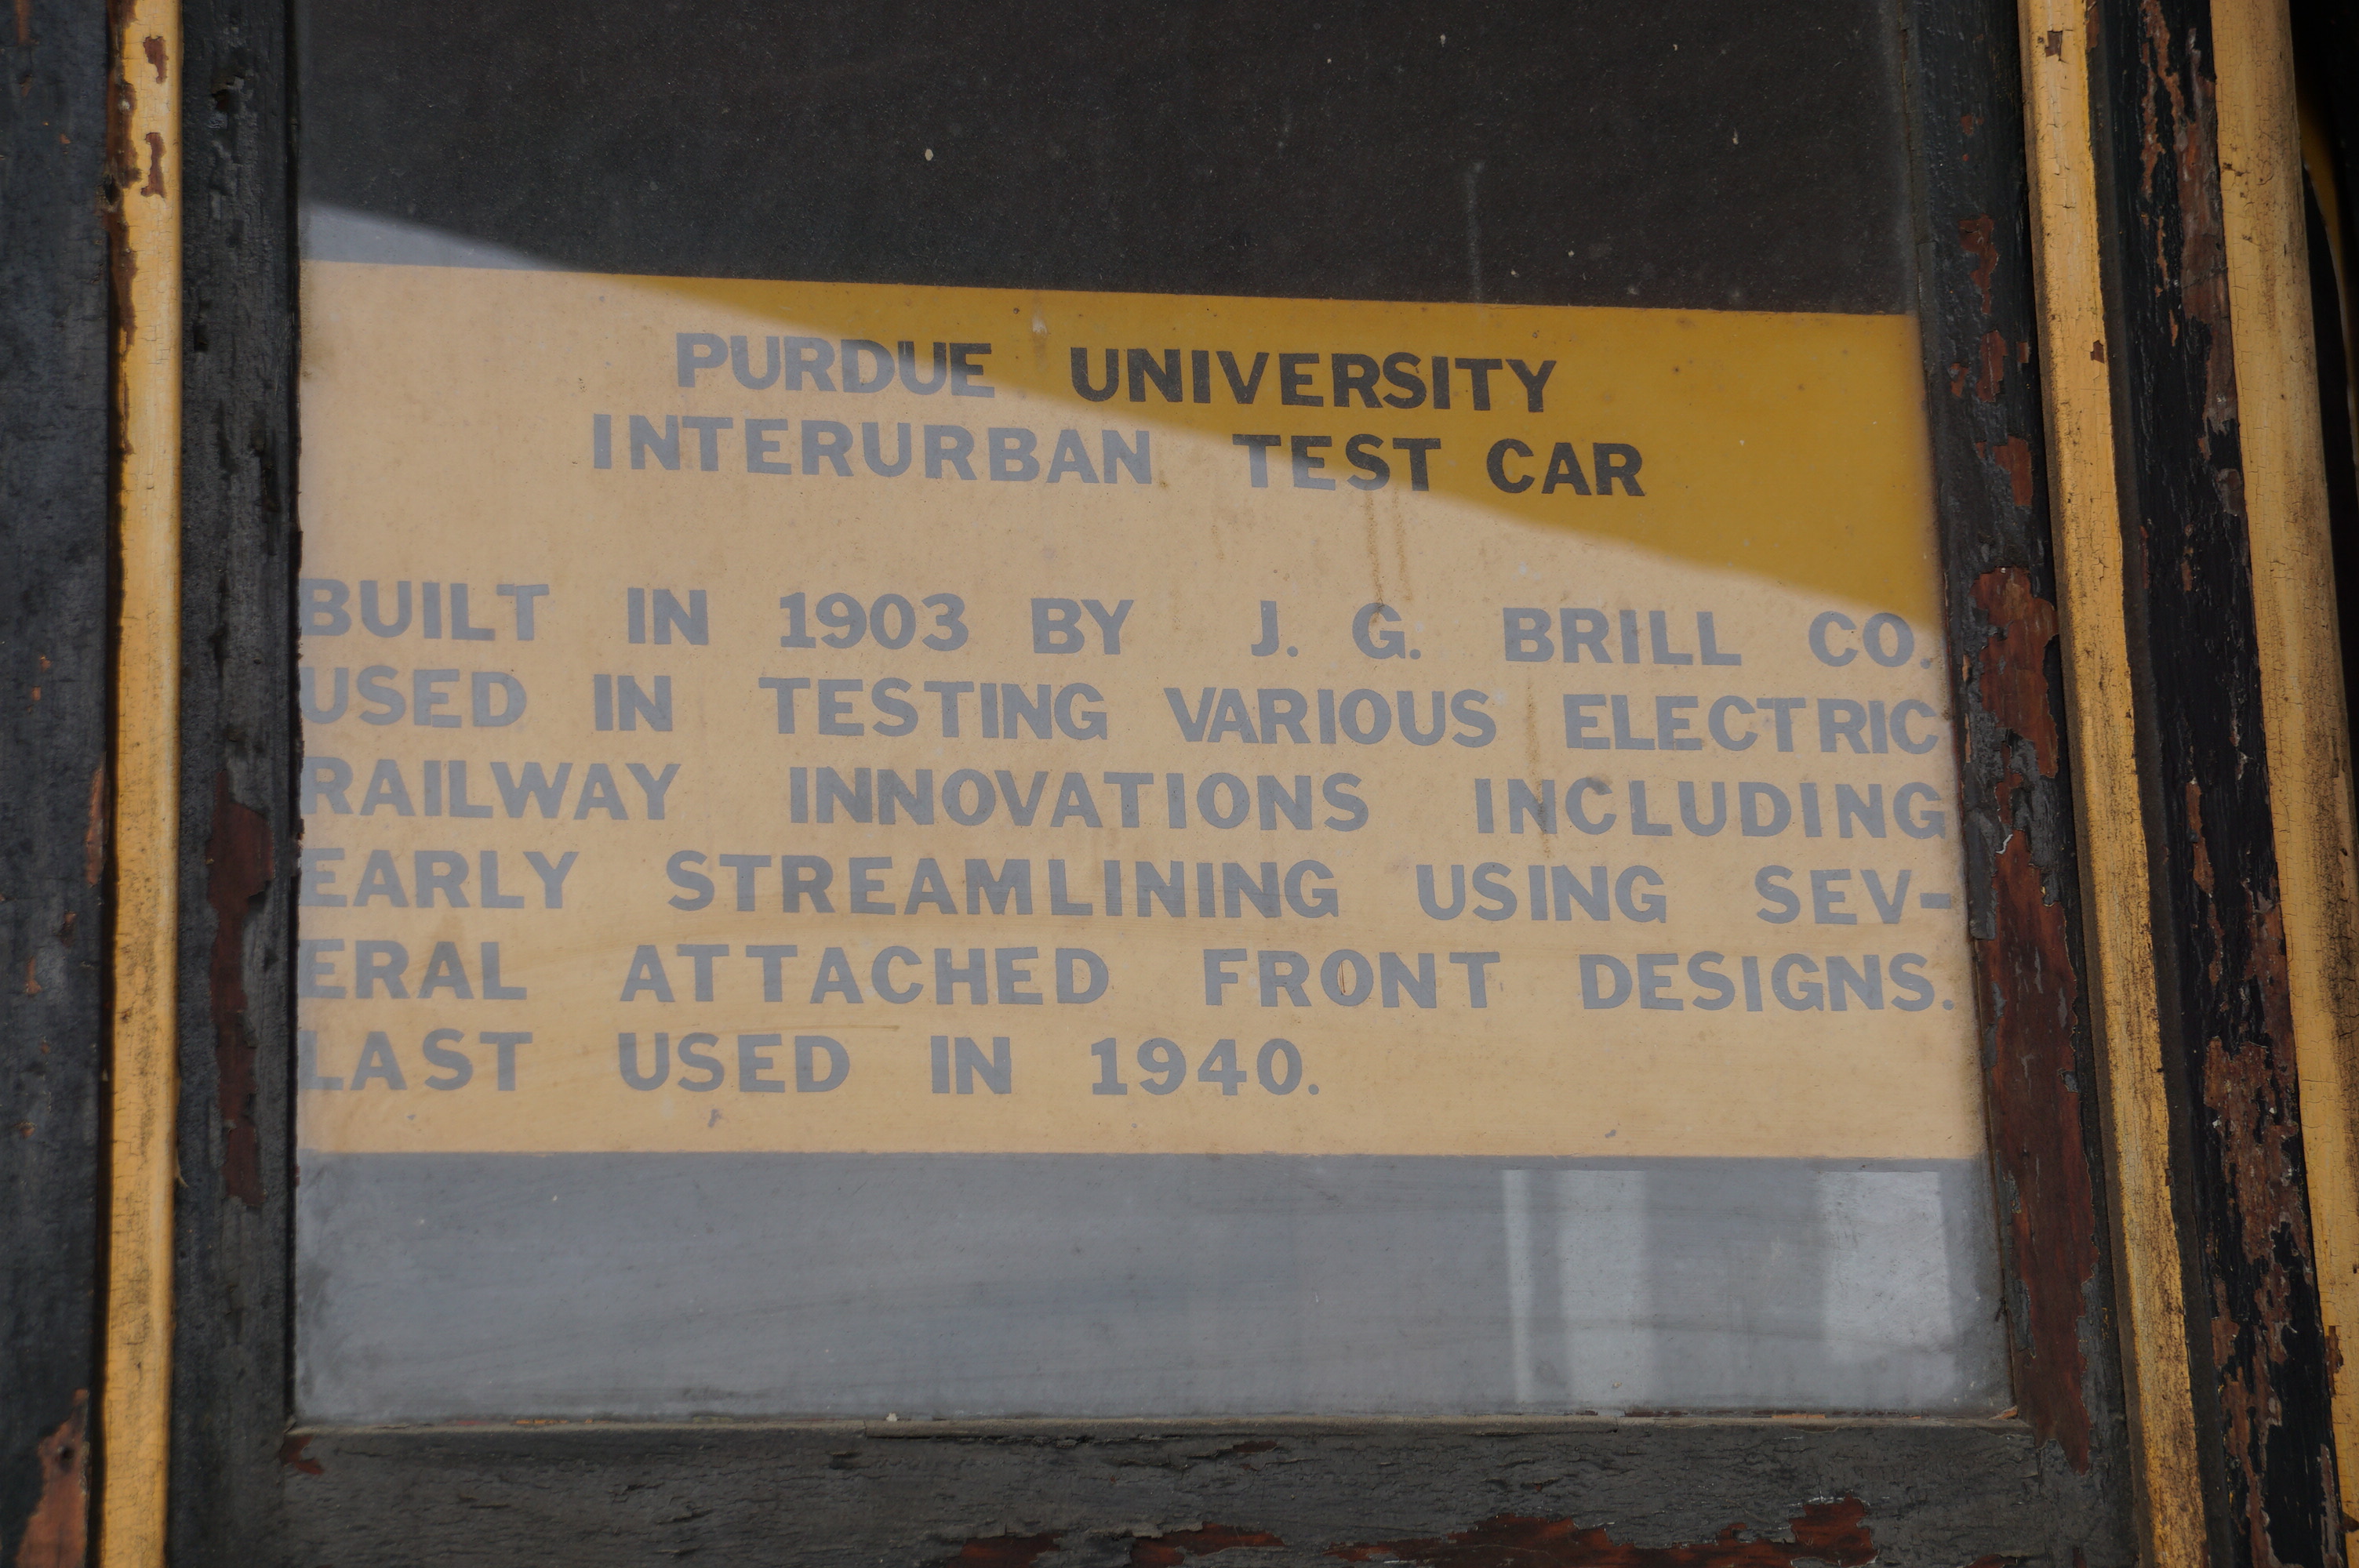 PURDUE UNIVERSITY
INTERURBAN TEST CAR
BUILT IN 1903 BY J. G. BRILL CO.
USED IN TESTING VARIOUS ELECTRIC
RAILWAY INNOVATIONS INCLUDING
EARLY STREAMLINING USING SEV-
ERAL ATTACHED FRONT DESIGNS.
LAST USED IN 1940.